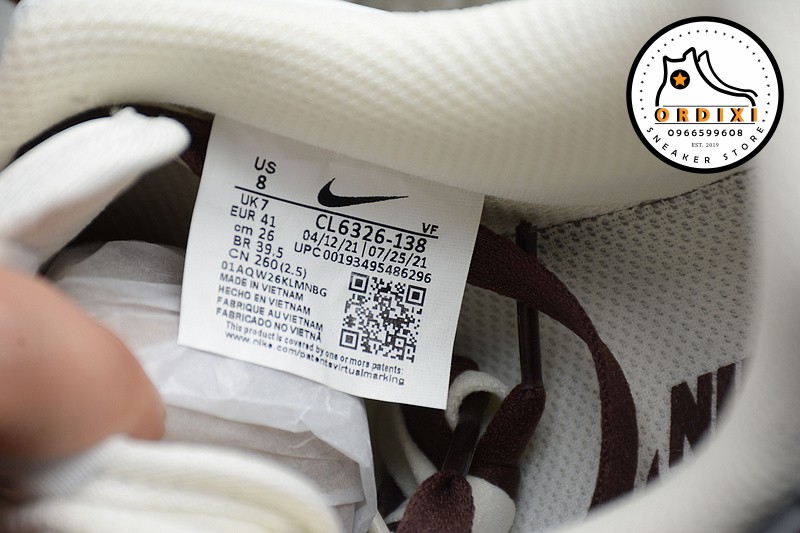 US
8
UK 7
EUR 41
cm 26
BR 39.5
CN 260(2.5)
01AQW26KLMNBG
MADE IN VIETNAM
HECHO EN VIETNAM
FABRIQUE AU VIETNAM
FABRICADO NO VIETNÃ
This product is covered by one or more patents:
www.nike.com/patentsvirtualmarking
VF
CL6326-138
04/12/21 | 07/25/21
UPC 00193495486296
ORDIXI
0966599608
EST. 2019
SNEAKER STORE